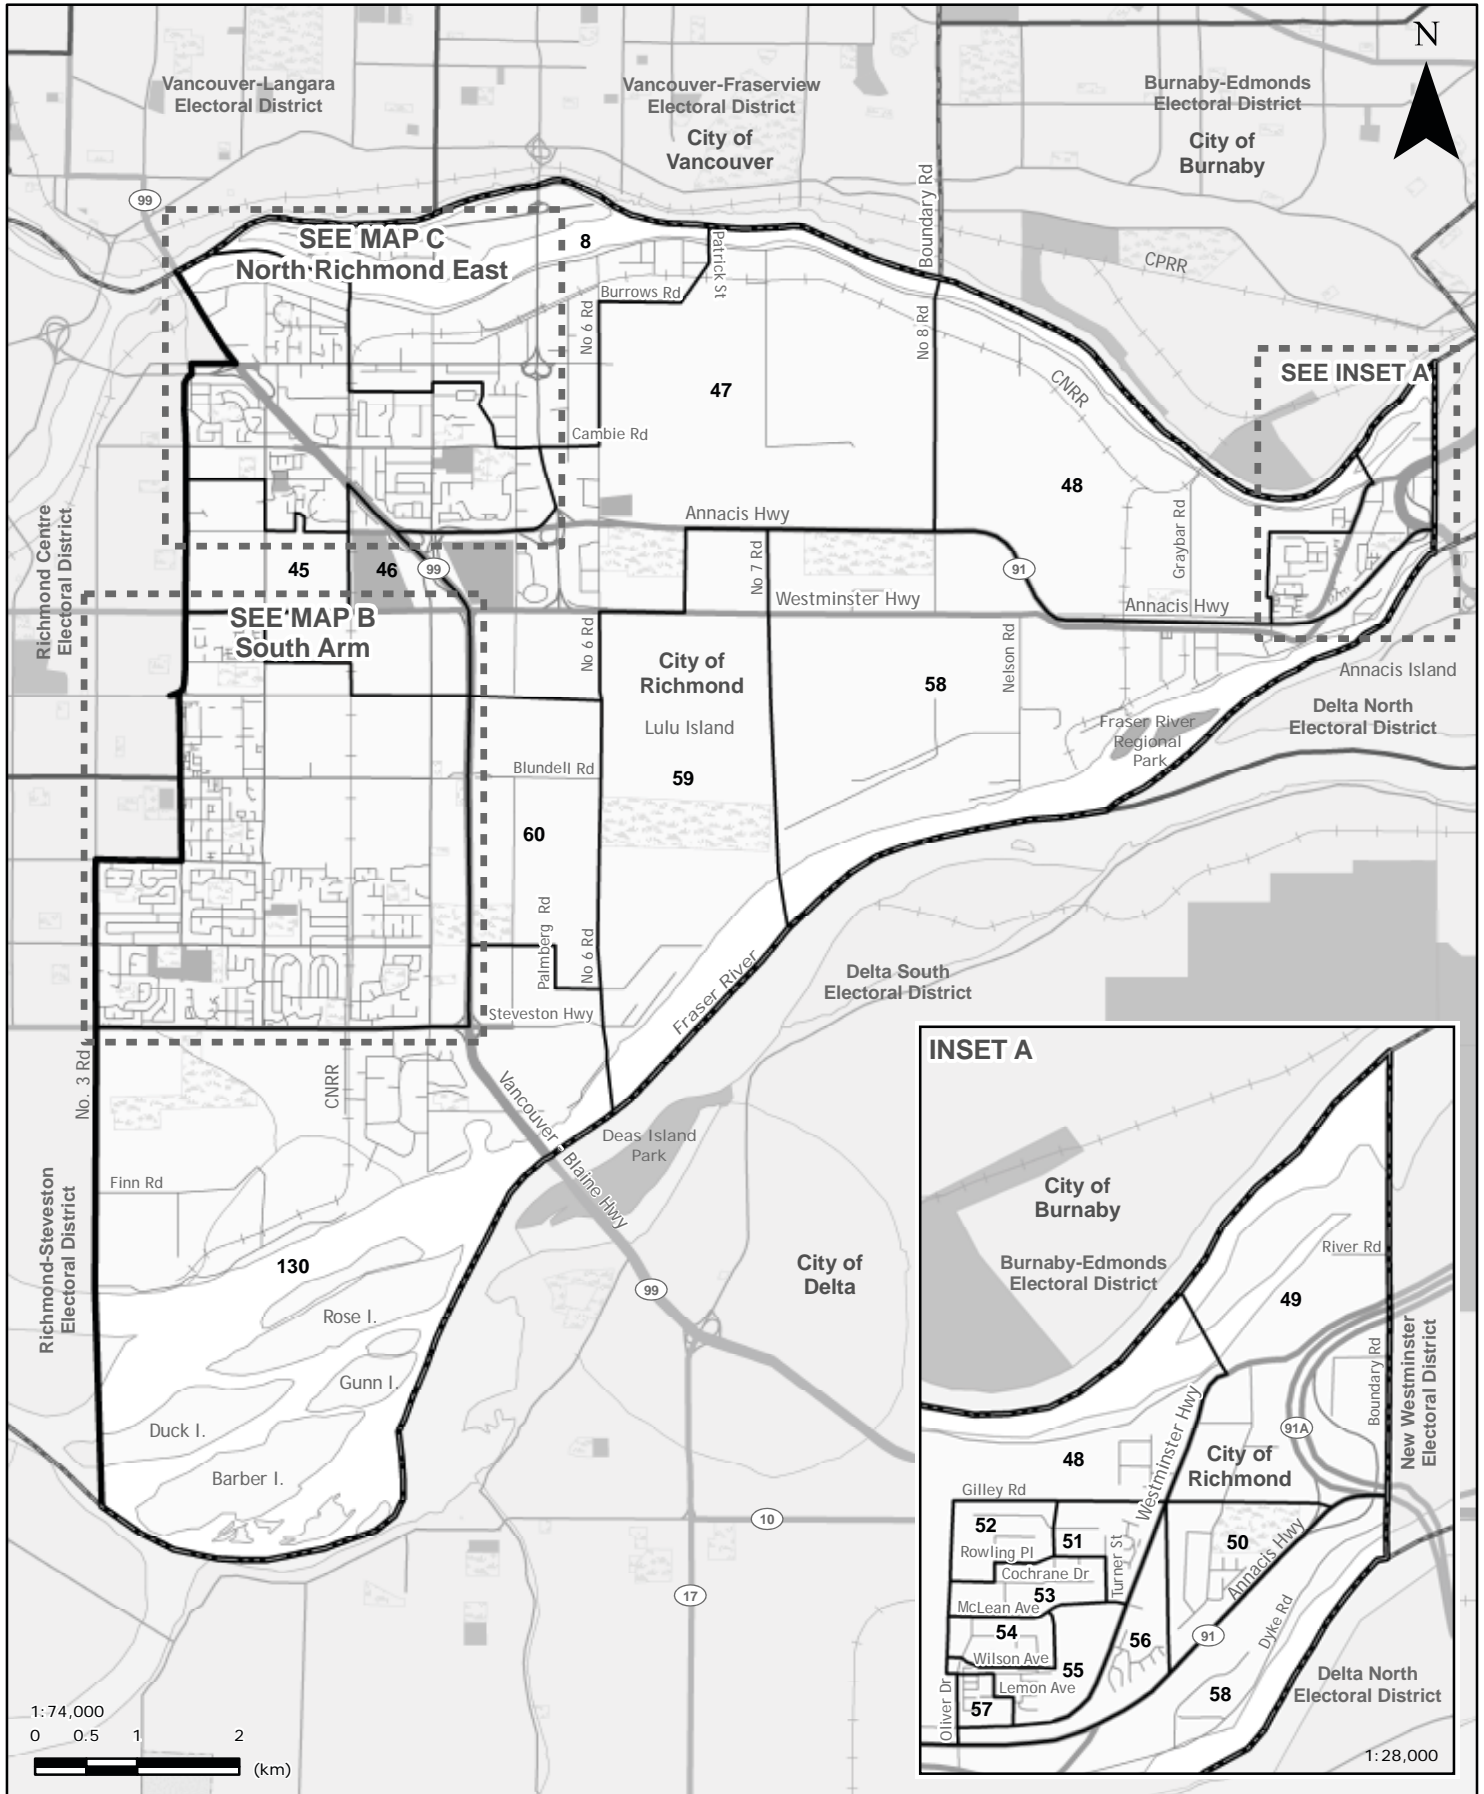 N
Vancouver-Langara
Electoral District
Vancouver-Fraserview
Electoral District
City of
Vancouver
Burnaby-Edmonds
Electoral District
City of
Burnaby
99
SEE MAP C
North Richmond East
8
Patrick St
Boundary Rd
CPRR
Burrows Rd
No 6 Rd
No 8 Rd
47
CNRR
SEE INSET A
Cambie Rd
48
Richmond Centre
Electoral District
Annacis Hwy
Graybar Rd
45
46
99
No 7 Rd
91
Westminster Hwy
Annacis Hwy
SEE MAP B
South Arm
No 6 Rd
City of
Richmond
Lulu Island
58
Nelson Rd
Annacis Island
Delta North
Electoral District
Fraser River
Regional
Park
Blundell Rd
59
60
Palmberg Rd
No 6 Rd
Fraser River
Delta South
Electoral District
Steveston Hwy
No. 3 Rd
CNRR
Vancouver - Blaine Hwy
Deas Island
Park
Finn Rd
Richmond-Steveston
Electoral District
130
City of
Delta
99
Rose I.
Gunn I.
Duck I.
Barber I.
10
17
1:74,000
0 0.5 1 2
(km)
INSET A
City of
Burnaby
Burnaby-Edmonds
Electoral District
River Rd
49
Boundary Rd
New Westminster
Electoral District
Westminster Hwy
91A
48
City of
Richmond
Gilley Rd
52
51
50
Rowling Pl
Cochrane Dr
Turner St
Annacis Hwy
53
McLean Ave
54
56
91
Dyke Rd
Wilson Ave
55
Lemon Ave
Oliver Dr
57
58
Delta North
Electoral District
1:28,000